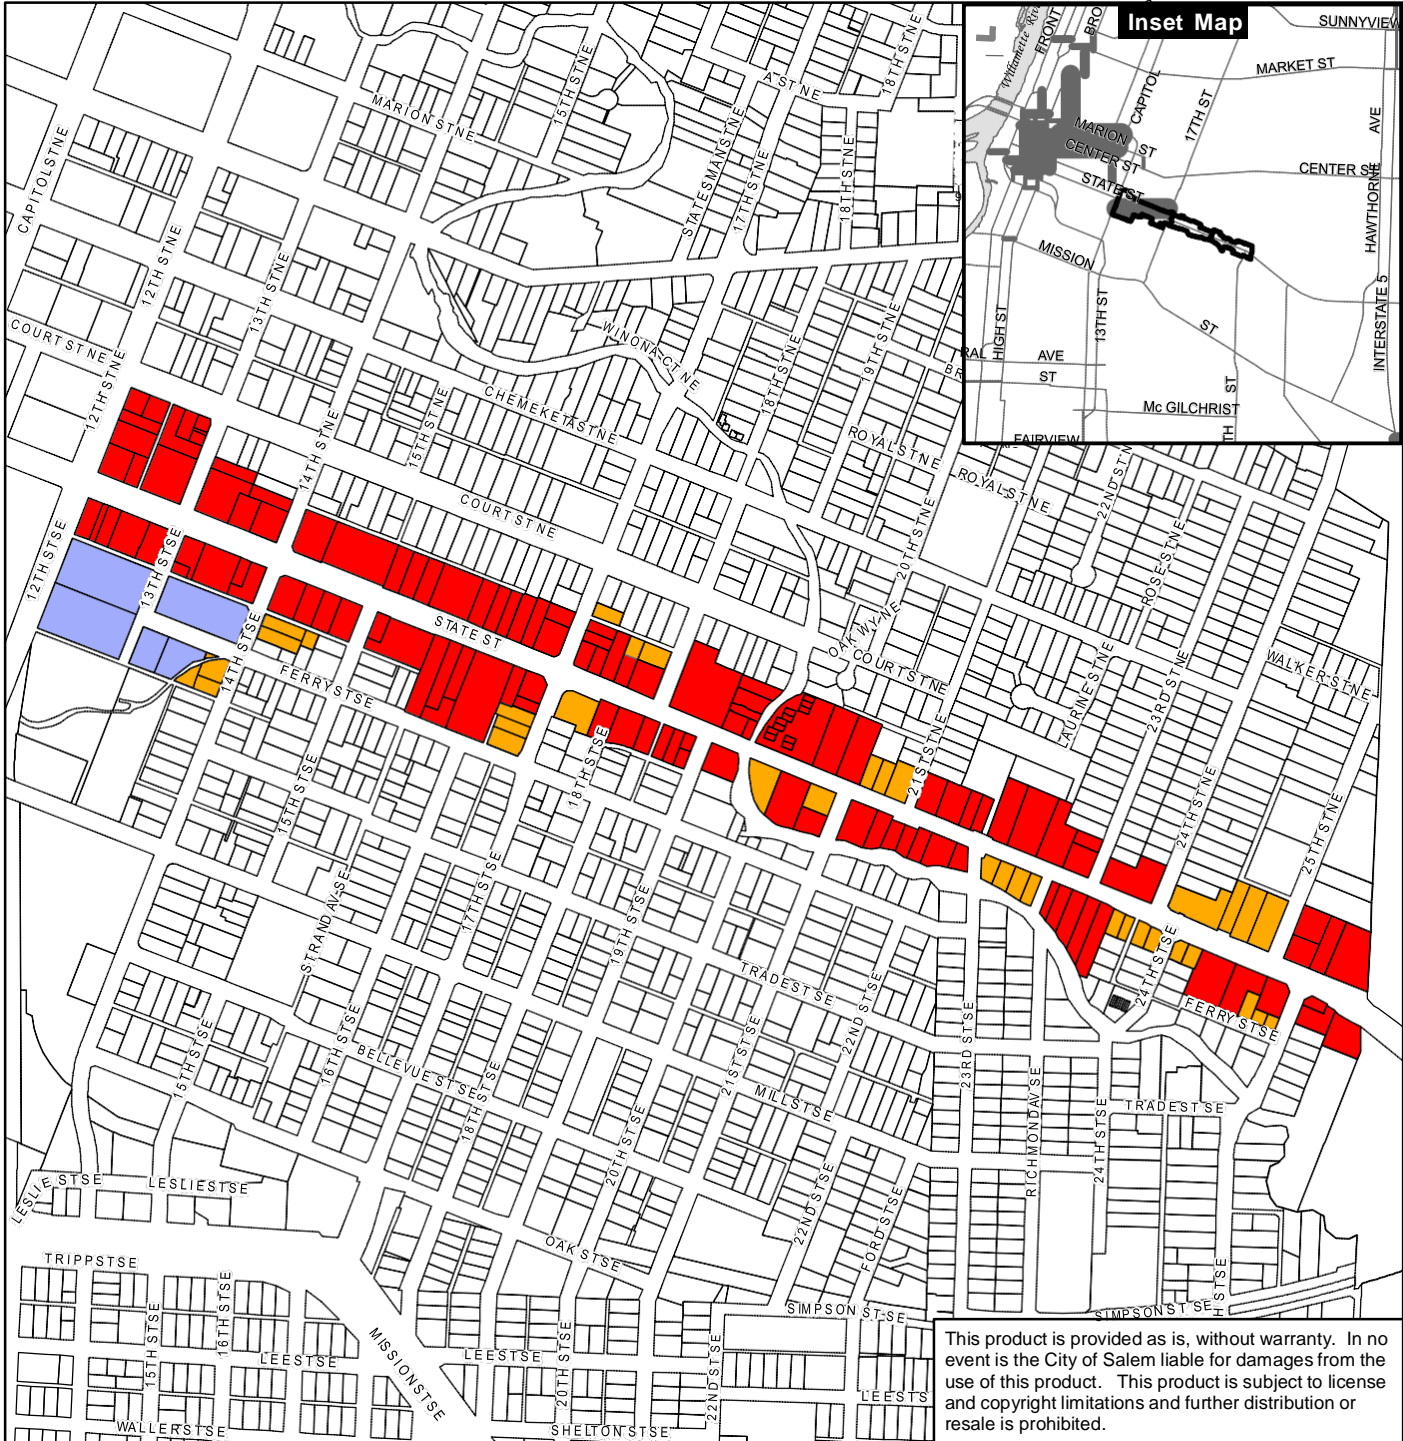 Inset Map
SUNNYVIEW
FRONT
BRO
Willamette Riv
MARKET ST
CAPITOL
17TH ST
AVE
MARION ST
CENTER ST
CENTER ST
STATE ST
HAWTHORNE
MISSION
ST
INTERSTATE 5
HIGH ST
13TH ST
RAL
AVE
ST
ST
TH
Mc GILCHRIST
FAIRVIEW
18TH ST NE
15TH ST NE
A ST NE
18TH ST NE
MARION ST NE
CAPITOL ST NE
STATESMAN ST NE
17TH ST NE
18TH ST NE
12TH ST NE
13TH ST NE
COURT ST NE
12TH ST NE
WINONA CT NE
19TH ST NE
18TH ST NE
BR
CHEMEKETA ST NE
14TH ST NE
15TH ST NE
ROYAL ST NE
ROYAL ST NE
22ND ST N
COURT ST NE
20TH ST NE
12TH ST SE
13TH ST SE
ROSE ST NE
STATE ST
14TH ST SE
FERRY ST SE
OAK WY NE
COURT ST NE
WALKER ST NE
LAURINE ST NE
23RD ST NE
21ST ST NE
18TH ST SE
15TH ST SE
24TH ST NE
25TH ST NE
STRAND AV SE
17TH ST SE
19TH ST SE
TRADE ST SE
24TH ST SE
FERRY ST SE
22ND ST SE
15TH ST SE
16TH ST SE
BELLEVUE ST SE
18TH ST SE
21ST ST SE
MILL ST SE
23RD ST SE
RICHMOND AV SE
24TH ST SE
TRADE ST SE
20TH ST SE
LESLIE ST SE
LESLIE ST SE
22ND ST SE
FORD ST SE
OAK ST SE
TRIPP ST SE
SIMPSON ST SE
SIMPSON ST SE
H ST SE
15TH ST SE
16TH ST SE
LEE ST SE
MISSION ST SE
LEE ST SE
20TH ST SE
22ND ST SE
LEE ST S
WALLER ST SE
SHELTON ST SE
This product is provided as is, without warranty. In no
event is the City of Salem liable for damages from the
use of this product. This product is subject to license
and copyright limitations and further distribution or
resale is prohibited.